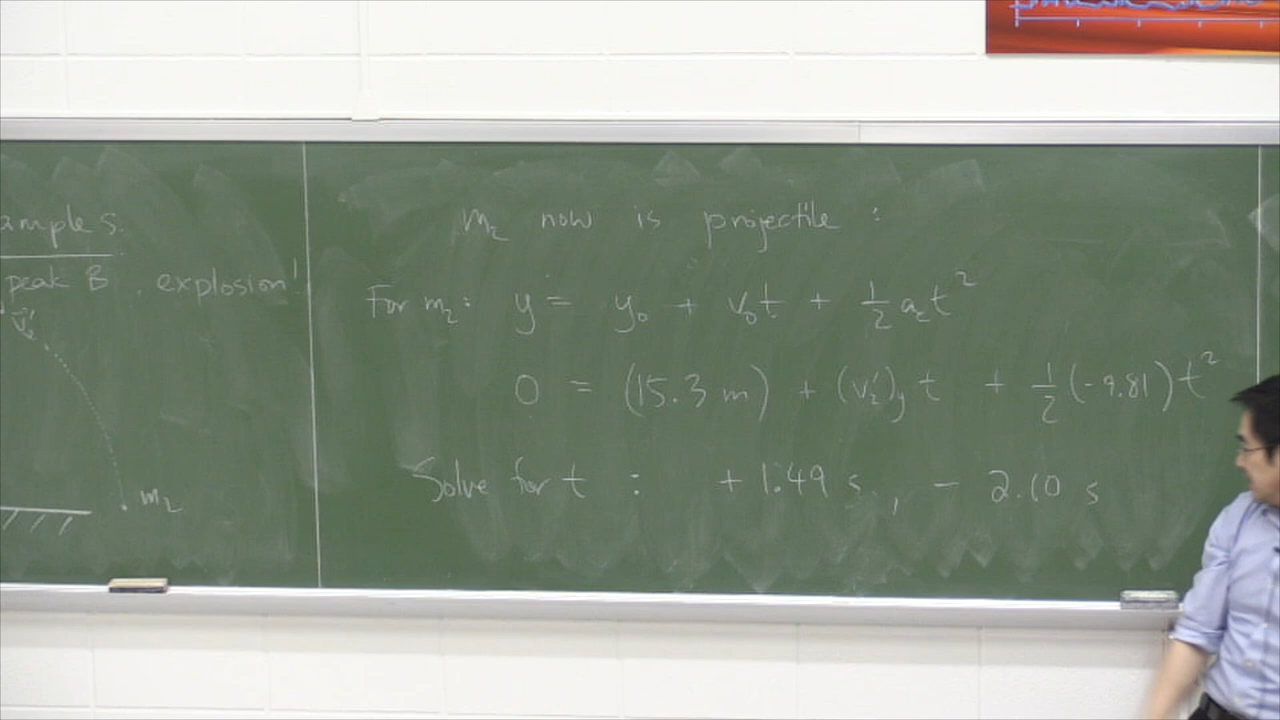 amples.
peak B, explosion!
m₂
m₂ now is projectile :
For m₂: y = y₀ + v₀t + ½ a t²
0 = (15.3 m) + (v₂')y t + ½ (-9.81) t²
Solve for t : + 1.49 s, - 2.10 s